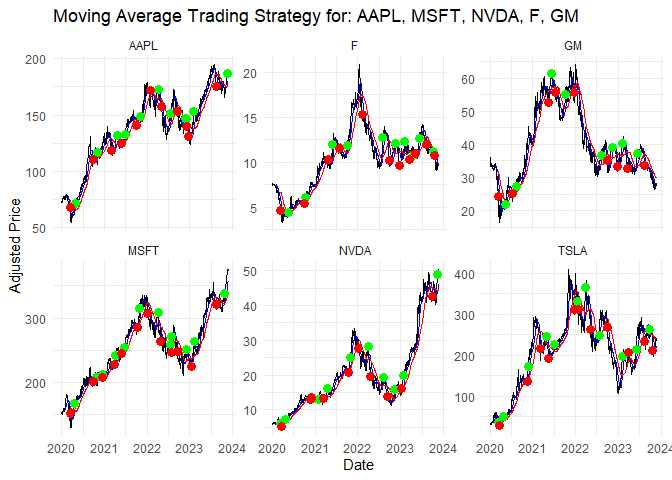 Moving Average Trading Strategy for: AAPL, MSFT, NVDA, F, GM
AAPL
F
GM
200
150
100
50
20
15
10
5
60
50
40
30
20
MSFT
NVDA
TSLA
300
200
50
40
30
20
10
400
300
200
100
2020 2021 2022 2023 2024
2020 2021 2022 2023 2024
2020 2021 2022 2023 2024
Adjusted Price
Date